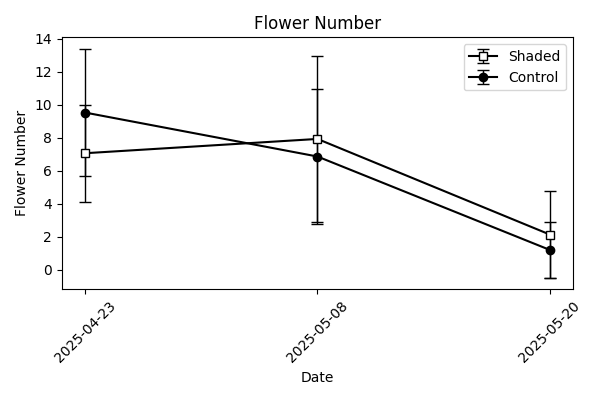 Flower Number
14
12
10
8
6
4
2
0
Flower Number
Shaded
Control
2025-04-23
2025-05-08
2025-05-20
Date